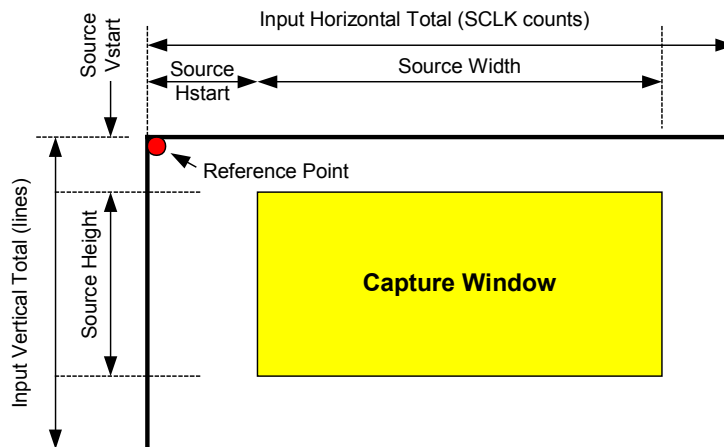 Input Horizontal Total (SCLK counts)
Source
Vstart
Source
Hstart
Source Width
Reference Point
Input Vertical Total (lines)
Source Height
Capture Window